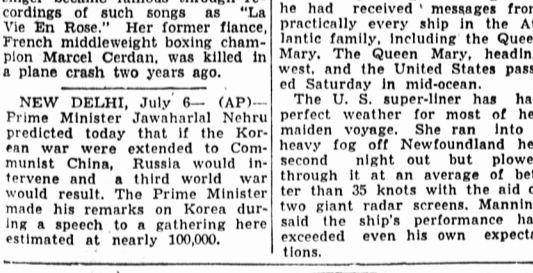 cordings of such songs as "La
Vie En Rose." Her former fiance,
French middleweight boxing cham-
pion Marcel Cerdan, was killed in
a plane crash two years ago.
NEW DELHI, July 6— (AP)—
Prime Minister Jawaharlal Nehru
predicted today that if the Kor-
ean war were extended to Com-
munist China, Russia would in-
tervene and a third world war
would result. The Prime Minister
made his remarks on Korea dur-
ing a speech to a gathering here
estimated at nearly 100,000.
he had received messages from
practically every ship in the A
lantic family, including the Quee
Mary. The Queen Mary, headin
west, and the United States pass
ed Saturday in mid-ocean.
The U. S. super-liner has ha
perfect weather for most of he
maiden voyage. She ran into
heavy fog off Newfoundland he
second night out but plowe
through it at an average of be
ter than 35 knots with the aid o
two giant radar screens. Mannin
said the ship's performance ha
exceeded even his own expect
tions.